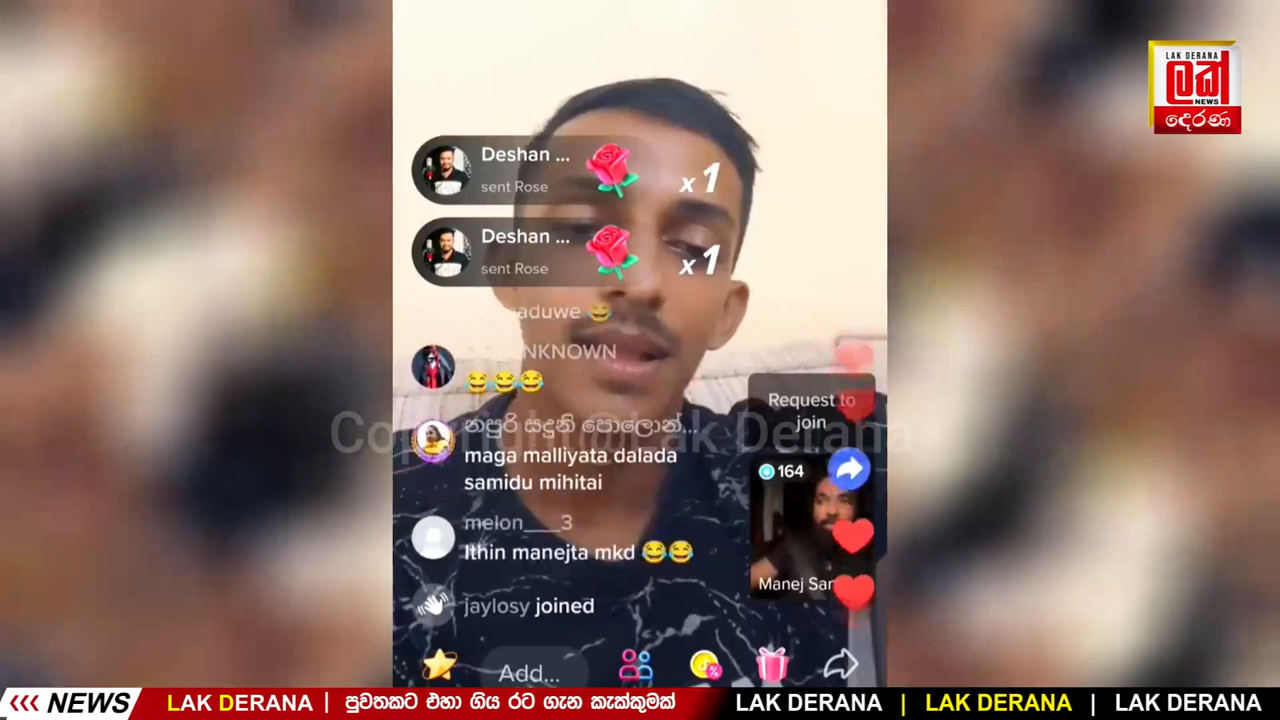 LAK DERANA
ලක්
NEWS
දෙරණ
Deshan ...
sent Rose
x1
Deshan ...
sent Rose
x1
NKNOWN
😂😂😂
නපුරි සඳුනි පොලොන්...
maga malliyata dalada
samidu mihitai
melon___3
Ithin manejta mkd 😂😂
jaylosy joined
Request to
join
164
Manej Sar
Add...
Copyright@Lak Derana
NEWS
LAK DERANA | පුවතකට එහා ගිය රට ගැන කැක්කුමක්
LAK DERANA | LAK DERANA | LAK DERANA